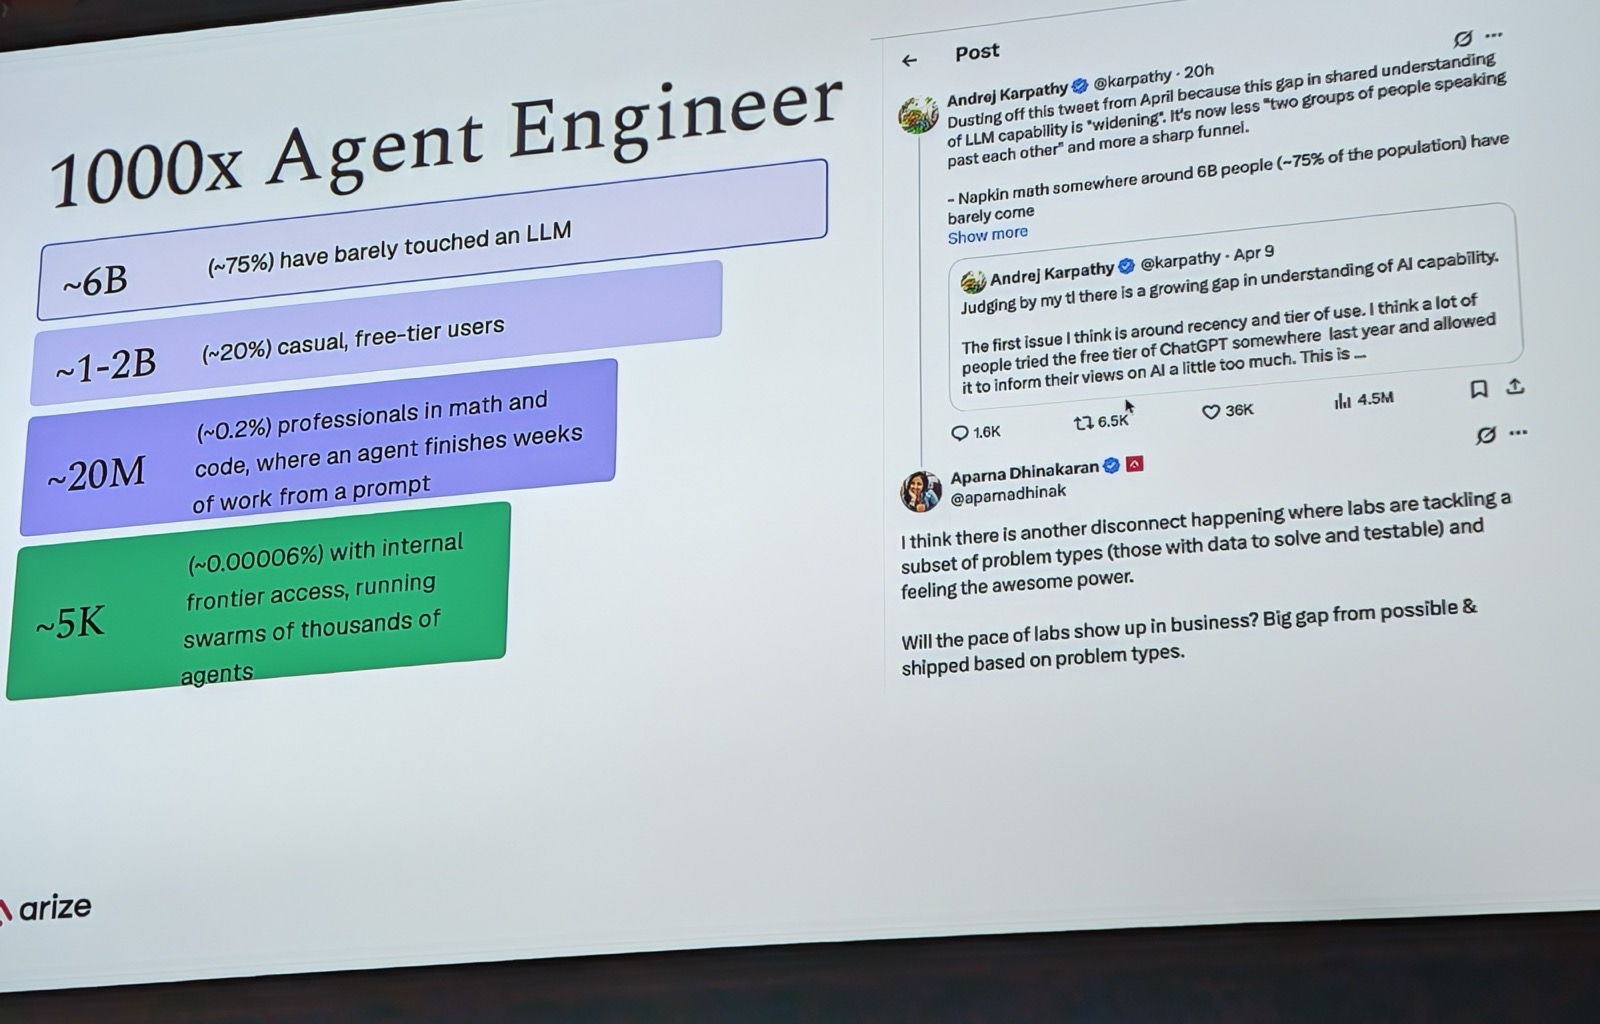 1000x Agent Engineer
~6B
(~75%) have barely touched an LLM
~1-2B
(~20%) casual, free-tier users
~20M
(~0.2%) professionals in math and
code, where an agent finishes weeks
of work from a prompt
~5K
(~0.00006%) with internal
frontier access, running
swarms of thousands of
agents
arize
Post
Andrej Karpathy @karpathy · 20h
Dusting off this tweet from April because this gap in shared understanding
of LLM capability is "widening". It's now less "two groups of people speaking
past each other" and more a sharp funnel.
- Napkin math somewhere around 6B people (~75% of the population) have
barely come
Show more
Andrej Karpathy @karpathy · Apr 9
Judging by my tl there is a growing gap in understanding of AI capability.
The first issue I think is around recency and tier of use. I think a lot of
people tried the free tier of ChatGPT somewhere last year and allowed
it to inform their views on AI a little too much. This is ...
1.6K
6.5K
36K
4.5M
Aparna Dhinakaran
@aparnadhinak
I think there is another disconnect happening where labs are tackling a
subset of problem types (those with data to solve and testable) and
feeling the awesome power.
Will the pace of labs show up in business? Big gap from possible &
shipped based on problem types.